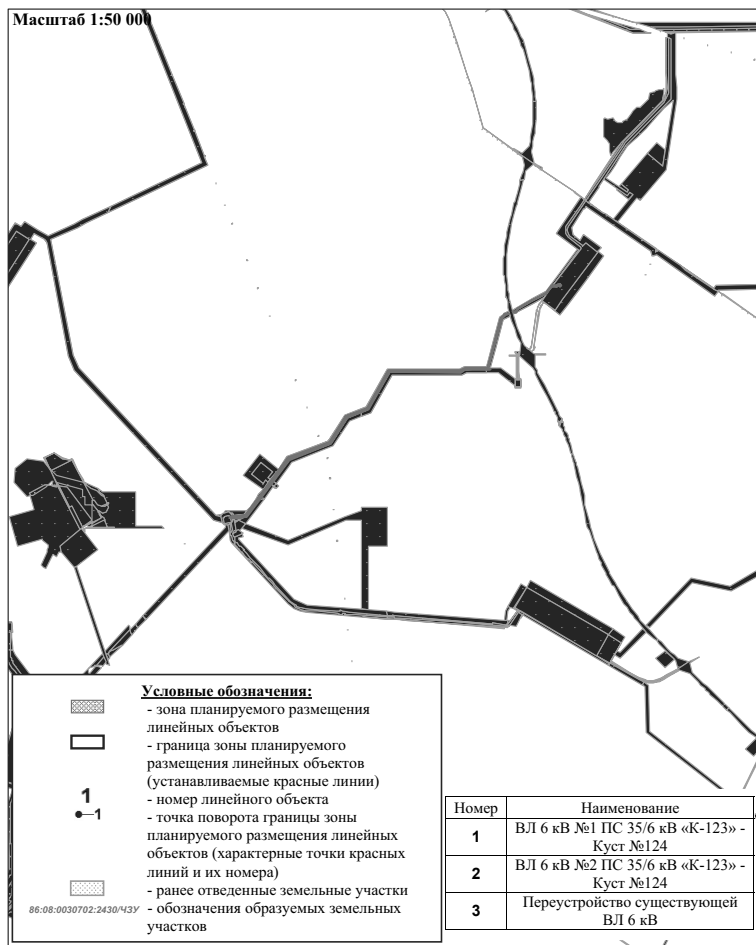 Масштаб 1:50 000
Условные обозначения:
- зона планируемого размещения
линейных объектов
- граница зоны планируемого
размещения линейных объектов
(устанавливаемые красные линии)
1
- номер линейного объекта
1
- точка поворота границы зоны
планируемого размещения линейных
объектов (характерные точки красных
линий и их номера)
- ранее отведенные земельные участки
86:08:0030702:2430/ЧЗУ
- обозначения образуемых земельных
участков
Номер Наименование
1 ВЛ 6 кВ №1 ПС 35/6 кВ «К-123» -
Куст №124
2 ВЛ 6 кВ №2 ПС 35/6 кВ «К-123» -
Куст №124
3 Переустройство существующей
ВЛ 6 кВ